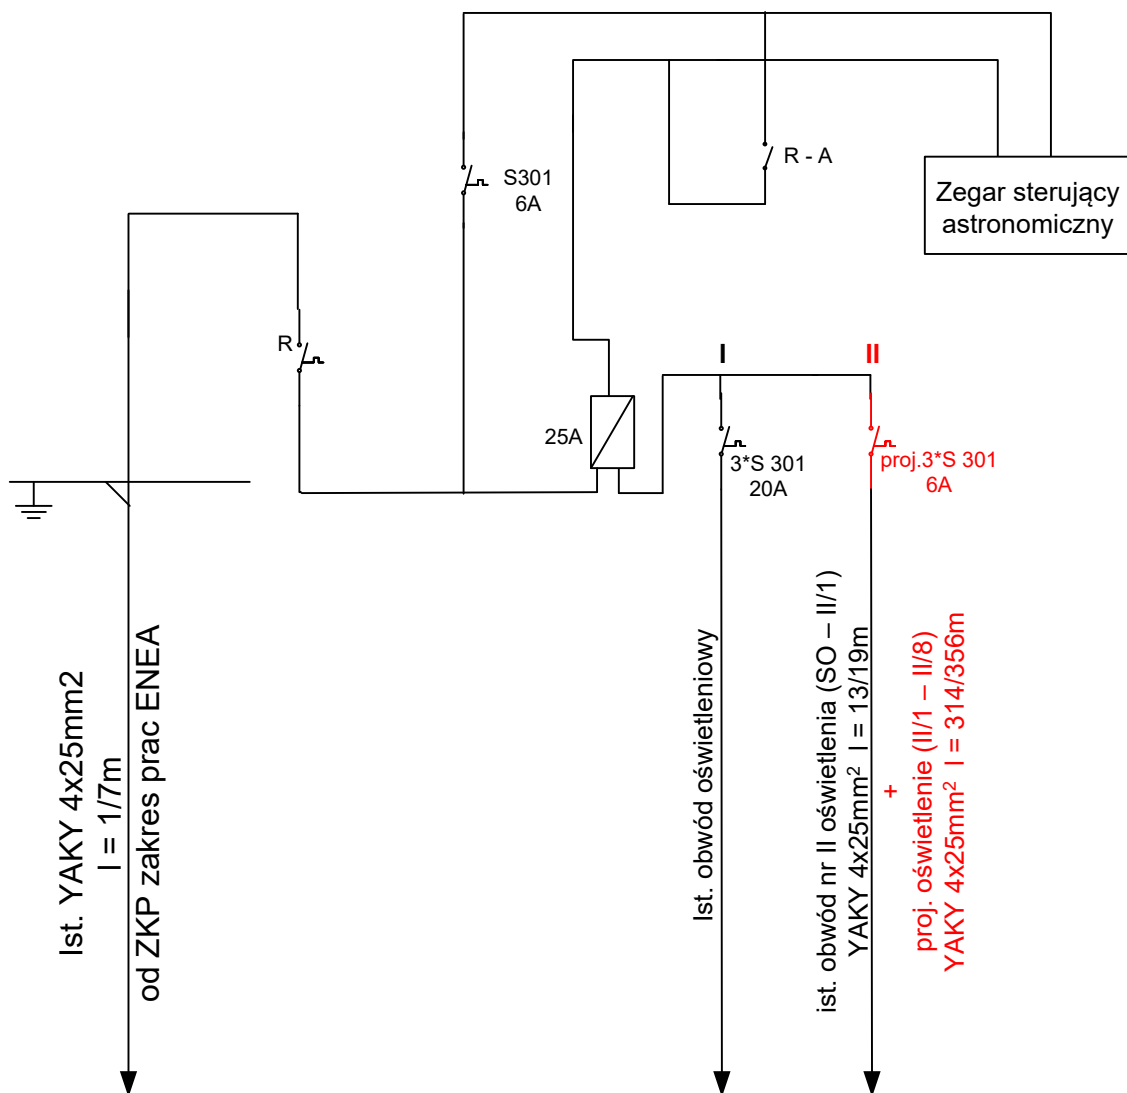 S301
6A
R - A
Zegar sterujący
astronomiczny
R
I
II
25A
3*S 301
20A
proj.3*S 301
6A
Ist. YAKY 4x25mm2
l = 1/7m
od ZKP zakres prac ENEA
Ist. obwód oświetleniowy
ist. obwód nr II oświetlenia (SO – II/1)
YAKY 4x25mm² l = 13/19m
+
proj. oświetlenie (II/1 – II/8)
YAKY 4x25mm² l = 314/356m